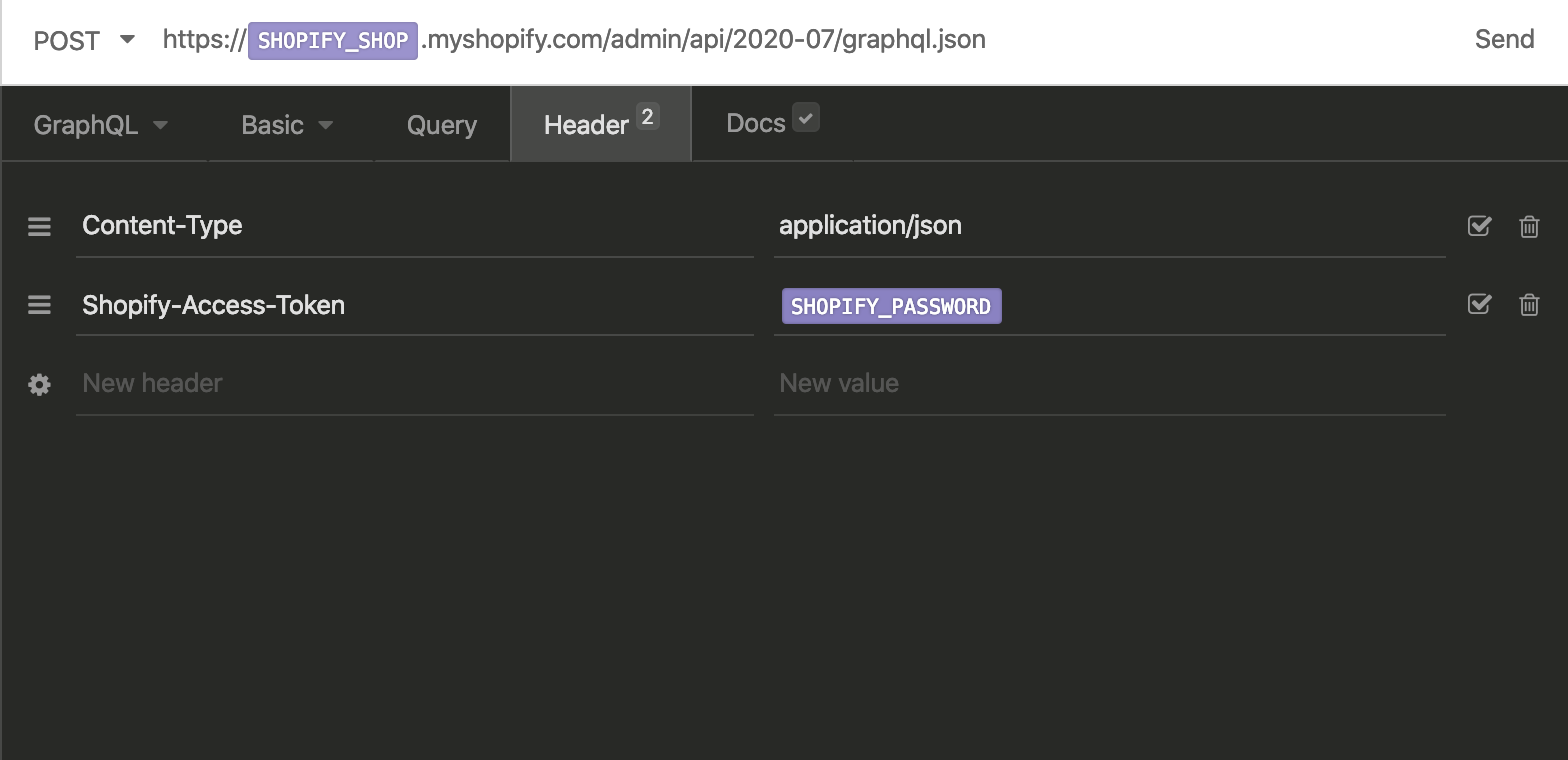 POST https://SHOPIFY_SHOP.myshopify.com/admin/api/2020-07/graphql.json Send
GraphQL Basic Query Header 2 Docs
Content-Type application/json
Shopify-Access-Token SHOPIFY_PASSWORD
New header New value